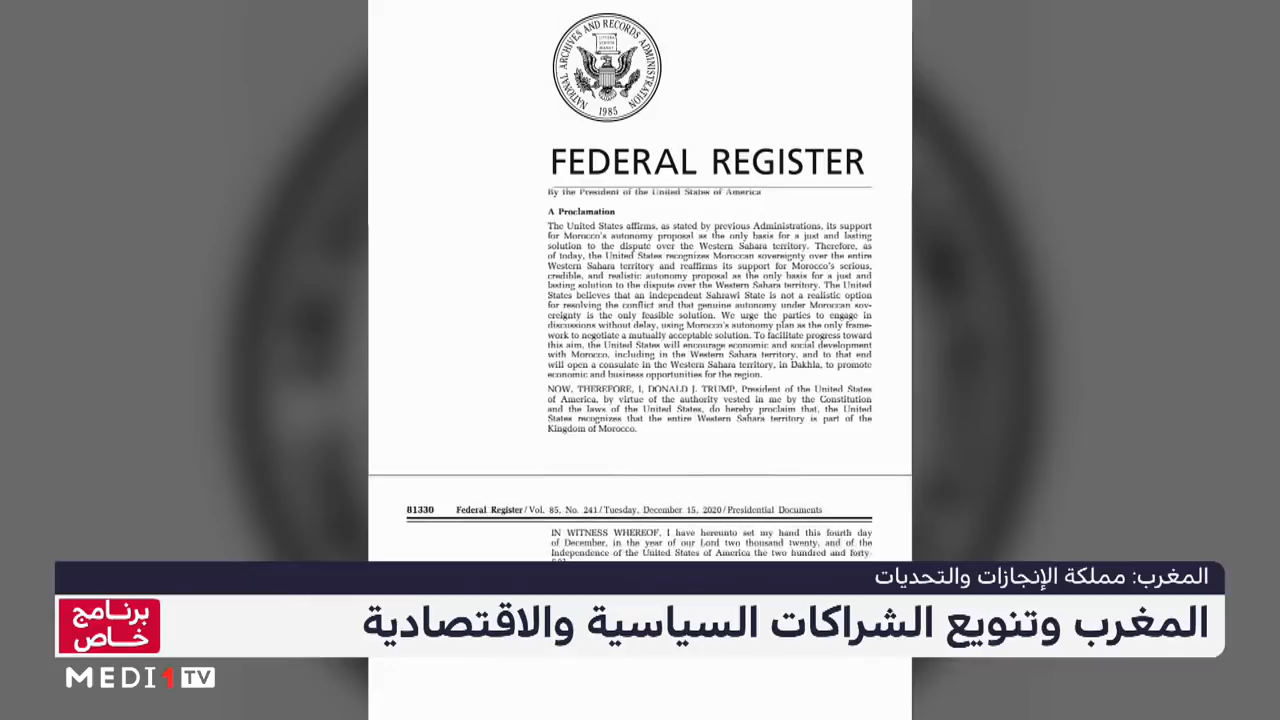 NATIONAL ARCHIVES AND RECORDS ADMINISTRATION
LITTERA SCRIPTA MANET
1985
FEDERAL REGISTER
By the President of the United States of America
A Proclamation
The United States affirms, as stated by previous Administrations, its support
for Morocco's autonomy proposal as the only basis for a just and lasting
solution to the dispute over the Western Sahara territory. Therefore, as
of today, the United States recognizes Moroccan sovereignty over the entire
Western Sahara territory and reaffirms its support for Morocco's serious,
credible, and realistic autonomy proposal as the only basis for a just and
lasting solution to the dispute over the Western Sahara territory. The United
States believes that an independent Sahrawi State is not a realistic option
for resolving the conflict and that genuine autonomy under Moroccan sov-
ereignty is the only feasible solution. We urge the parties to engage in
discussions without delay, using Morocco's autonomy plan as the only frame-
work to negotiate a mutually acceptable solution. To facilitate progress toward
this aim, the United States will encourage economic and social development
with Morocco, including in the Western Sahara territory, and to that end
will open a consulate in the Western Sahara territory, in Dakhla, to promote
economic and business opportunities for the region.
NOW, THEREFORE, I, DONALD J. TRUMP, President of the United States
of America, by virtue of the authority vested in me by the Constitution
and the laws of the United States, do hereby proclaim that, the United
States recognizes that the entire Western Sahara territory is part of the
Kingdom of Morocco.
81330 Federal Register/Vol. 85, No. 241/Tuesday, December 15, 2020/Presidential Documents
IN WITNESS WHEREOF, I have hereunto set my hand this fourth day
of December, in the year of our Lord two thousand twenty, and of the
Independence of the United States of America the two hundred and forty-
المغرب: مملكة الإنجازات والتحديات
المغرب وتنويع الشراكات السياسية والاقتصادية
برنامج
خاص
MEDI1 TV